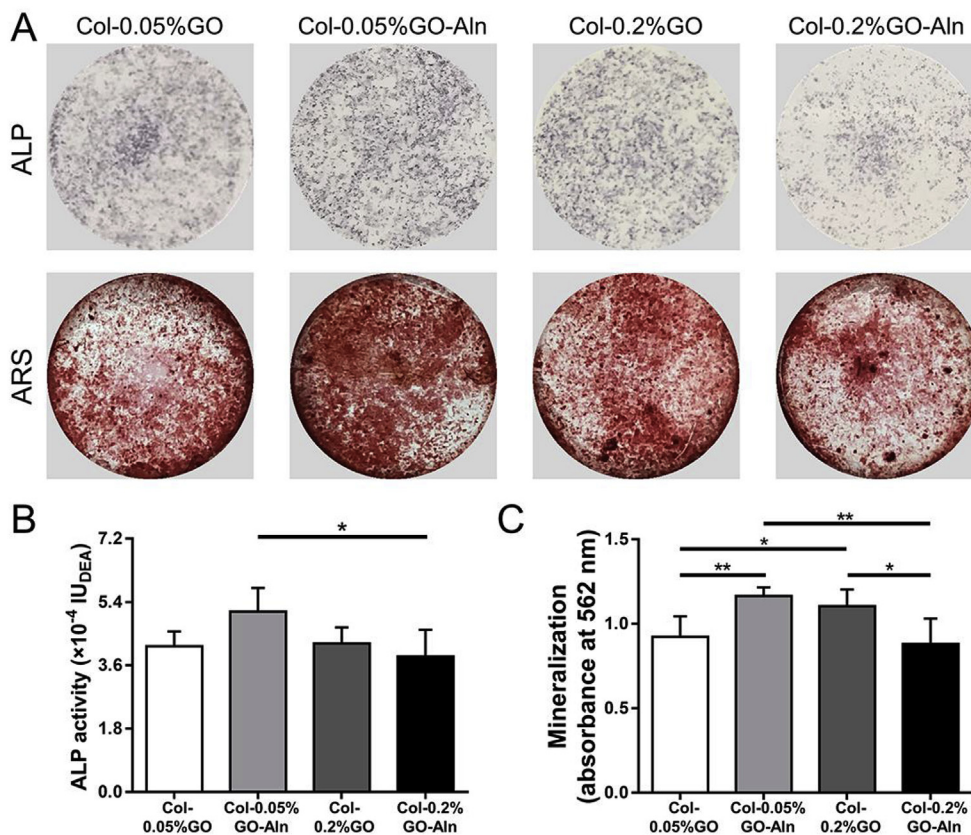 A
Col-0.05%GO
Col-0.05%GO-Aln
Col-0.2%GO
Col-0.2%GO-Aln
ALP
ARS
B
ALP activity (×10⁻⁴ IU_DEA)
7.2
5.4
3.6
1.8
0.0
*
Col-
0.05%GO
Col-0.05%
GO-Aln
Col-
0.2%GO
Col-0.2%
GO-Aln
C
Mineralization
(absorbance at 562 nm)
1.5
1.0
0.5
0.0
**
*
**
*
Col-
0.05%GO
Col-0.05%
GO-Aln
Col-
0.2%GO
Col-0.2%
GO-Aln